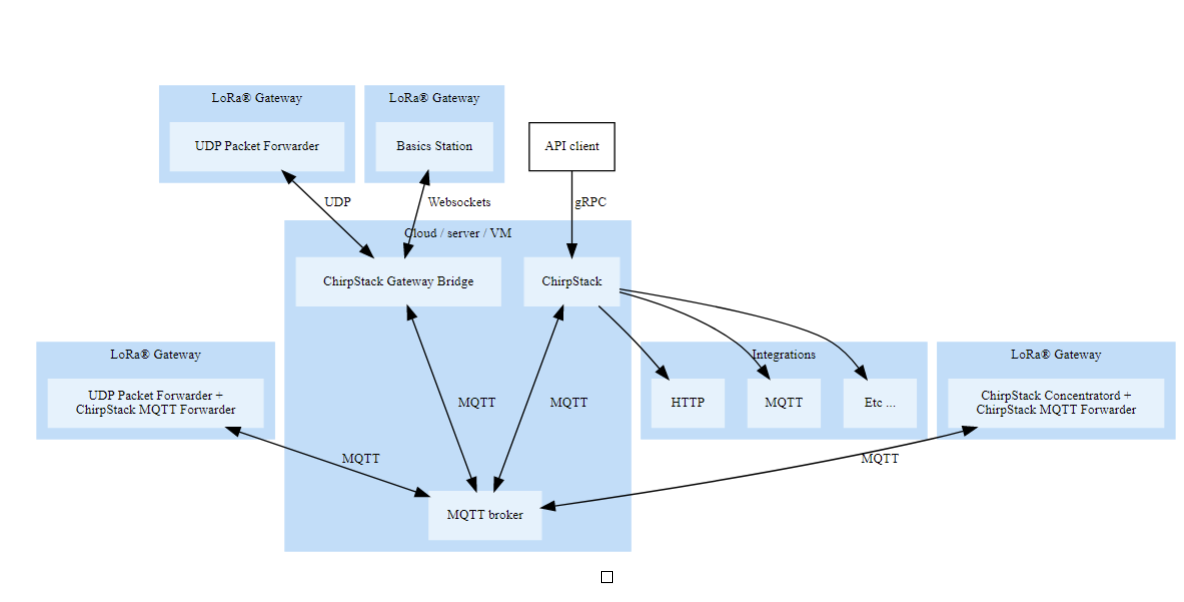 LoRa® Gateway
LoRa® Gateway
UDP Packet Forwarder
Basics Station
API client
UDP
Websockets
gRPC
Cloud / server / VM
ChirpStack Gateway Bridge
ChirpStack
LoRa® Gateway
Integrations
LoRa® Gateway
UDP Packet Forwarder +
ChirpStack MQTT Forwarder
MQTT
MQTT
HTTP
MQTT
Etc ...
ChirpStack Concentratord +
ChirpStack MQTT Forwarder
MQTT
MQTT
MQTT broker